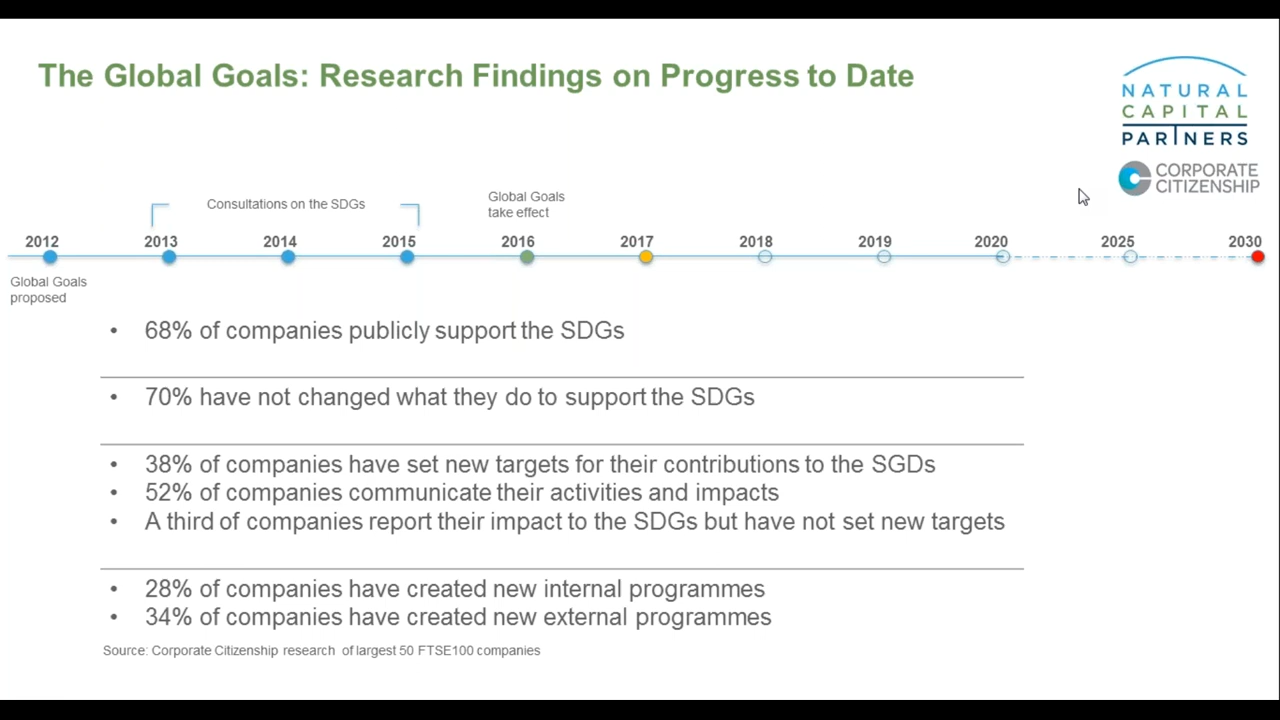 The Global Goals: Research Findings on Progress to Date
NATURAL
CAPITAL
PARTNERS
CORPORATE
CITIZENSHIP
Consultations on the SDGs
Global Goals
take effect
2012 2013 2014 2015 2016 2017 2018 2019 2020 2025 2030
Global Goals
proposed
• 68% of companies publicly support the SDGs
• 70% have not changed what they do to support the SDGs
• 38% of companies have set new targets for their contributions to the SGDs
• 52% of companies communicate their activities and impacts
• A third of companies report their impact to the SDGs but have not set new targets
• 28% of companies have created new internal programmes
• 34% of companies have created new external programmes
Source: Corporate Citizenship research of largest 50 FTSE100 companies